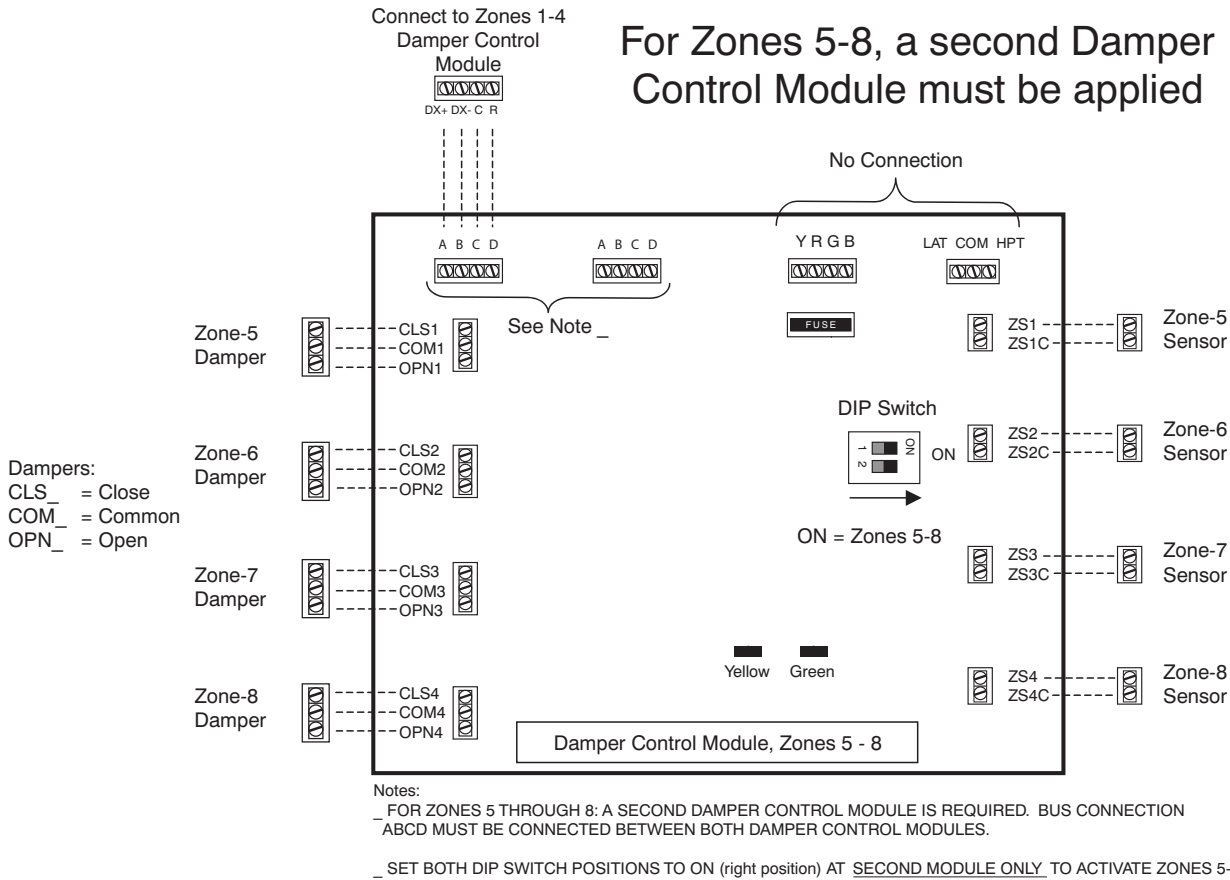 Connect to Zones 1-4
Damper Control
Module
DX+ DX- C R
For Zones 5-8, a second Damper
Control Module must be applied
No Connection
A B C D
A B C D
Y R G B
LAT COM HPT
See Note _
FUSE
Zone-5
Damper
CLS1
COM1
OPN1
ZS1
ZS1C
Zone-5
Sensor
DIP Switch
1
2
ON
ON
ON = Zones 5-8
Zone-6
Damper
CLS2
COM2
OPN2
ZS2
ZS2C
Zone-6
Sensor
Dampers:
CLS_ = Close
COM_ = Common
OPN_ = Open
Zone-7
Damper
CLS3
COM3
OPN3
ZS3
ZS3C
Zone-7
Sensor
Yellow
Green
Zone-8
Damper
CLS4
COM4
OPN4
ZS4
ZS4C
Zone-8
Sensor
Damper Control Module, Zones 5 - 8
Notes:
_ FOR ZONES 5 THROUGH 8: A SECOND DAMPER CONTROL MODULE IS REQUIRED. BUS CONNECTION
ABCD MUST BE CONNECTED BETWEEN BOTH DAMPER CONTROL MODULES.
_ SET BOTH DIP SWITCH POSITIONS TO ON (right position) AT SECOND MODULE ONLY TO ACTIVATE ZONES 5-